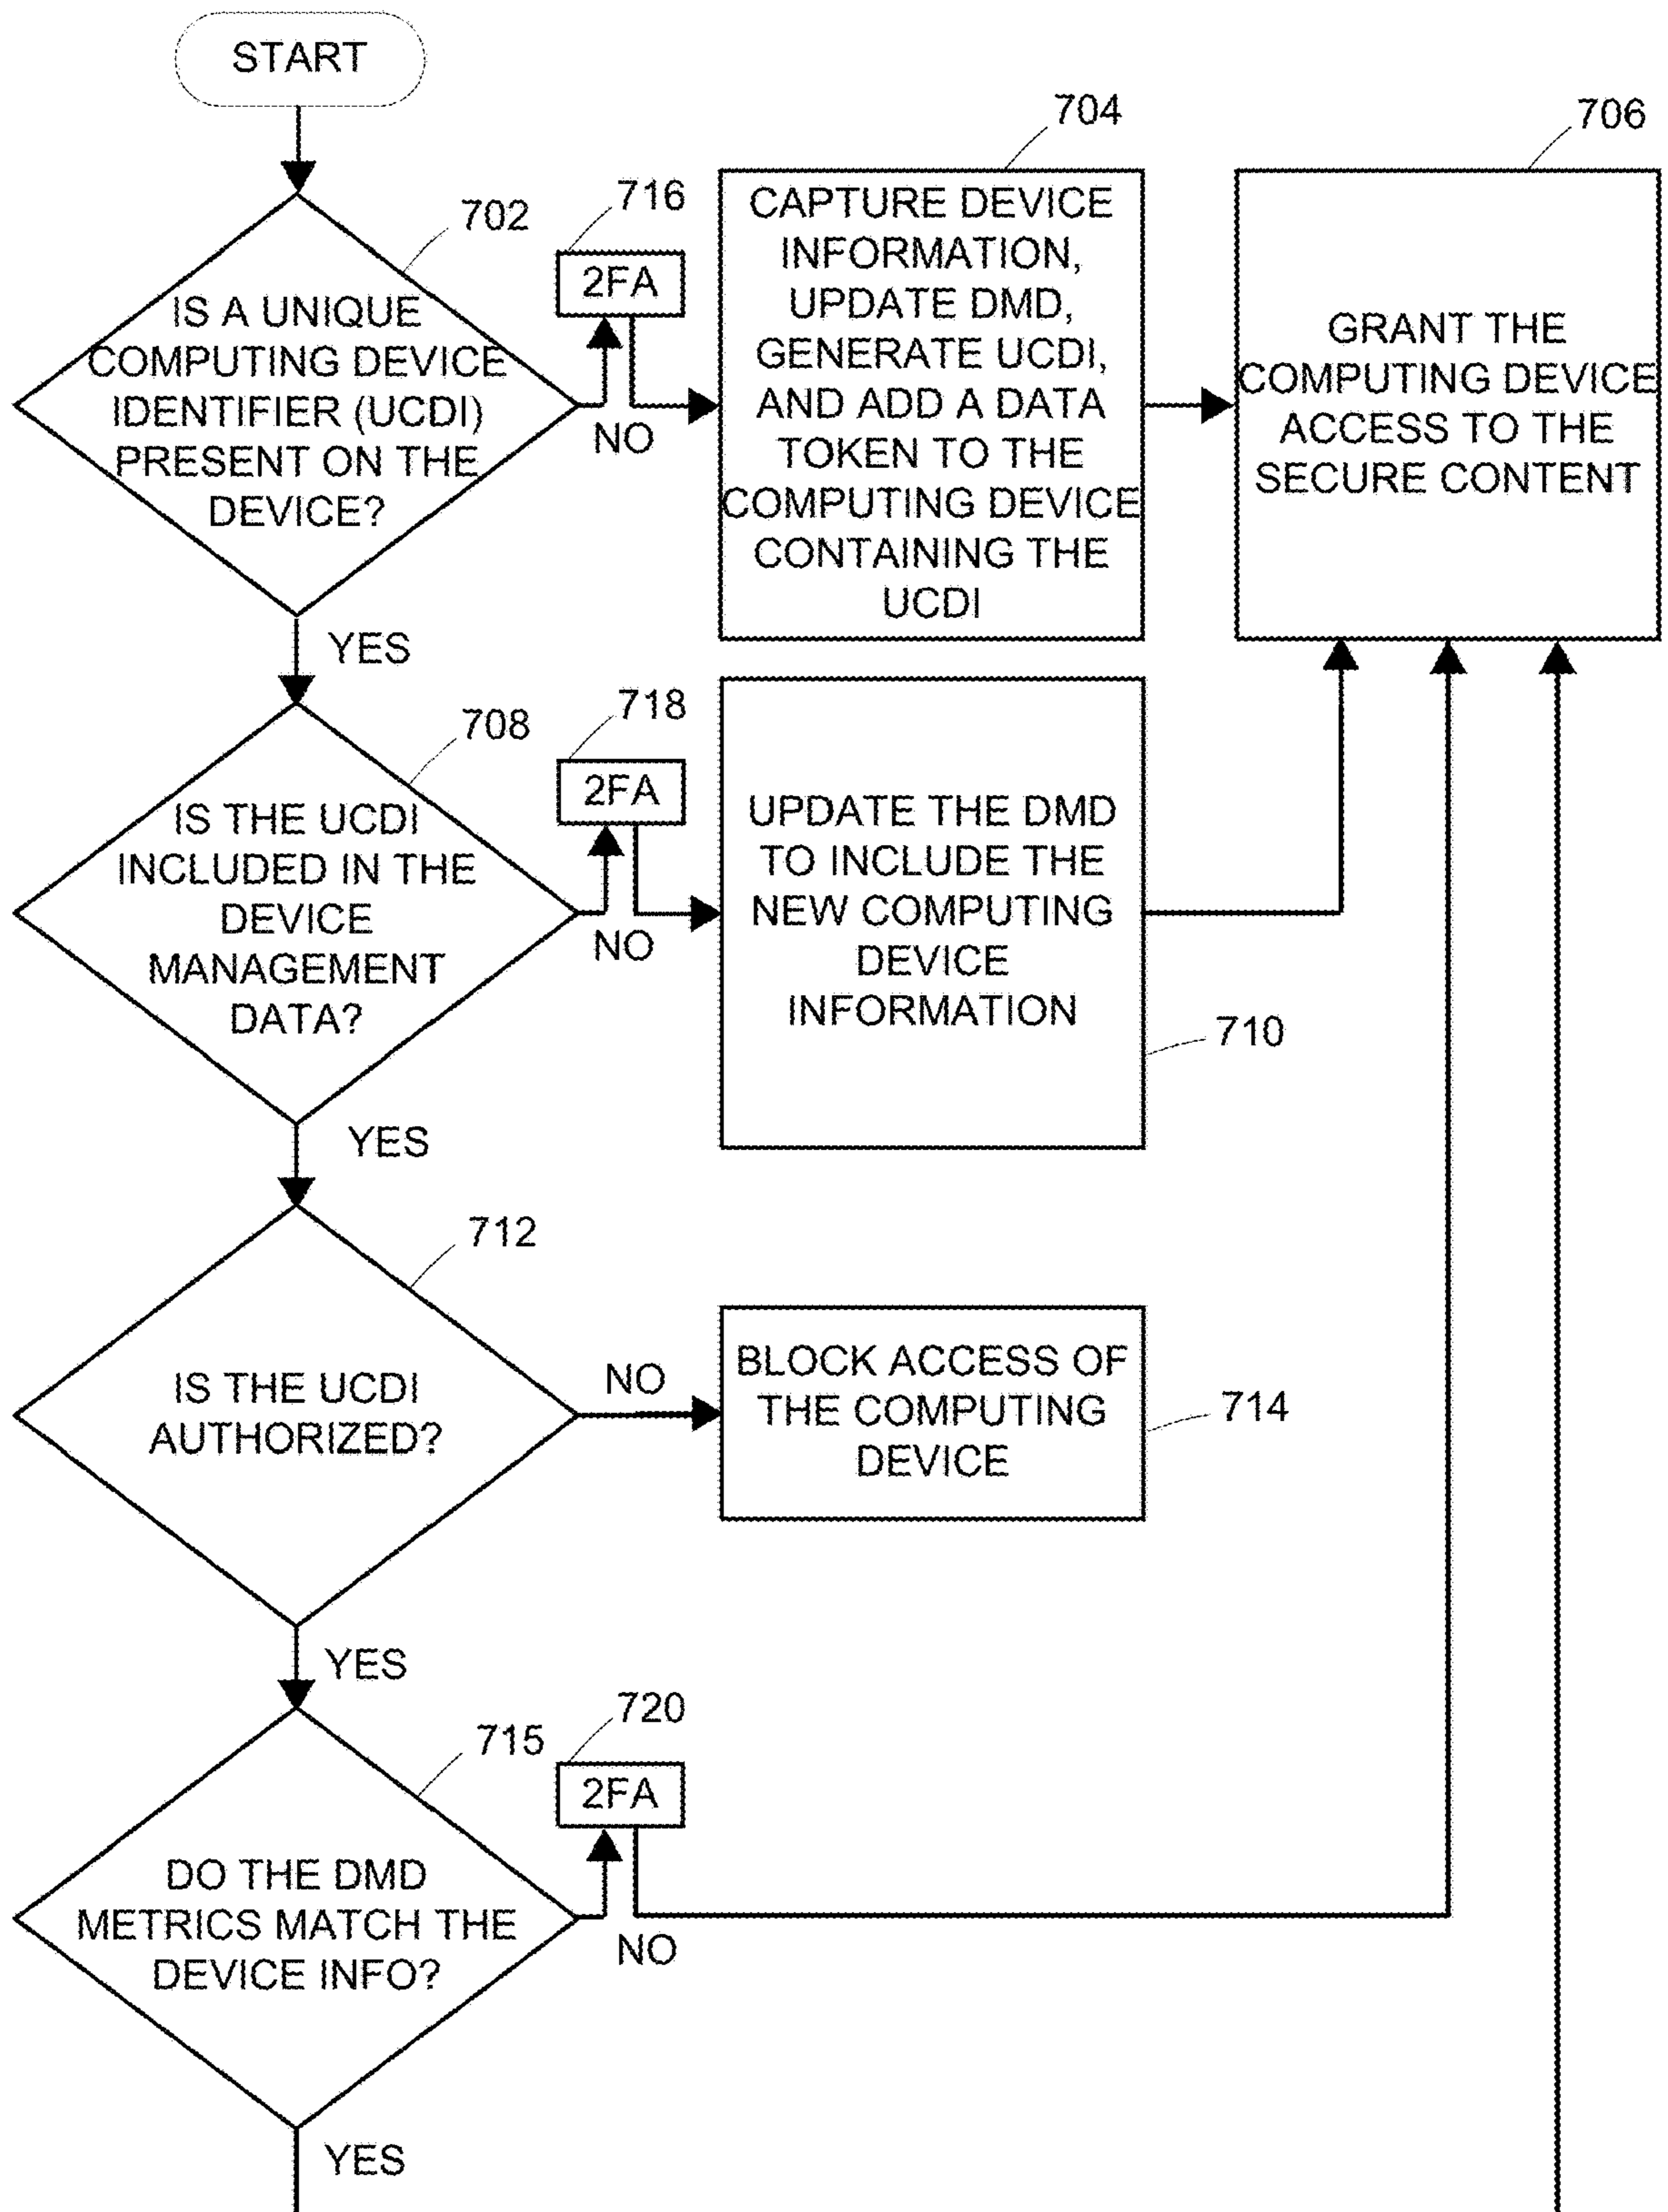 START
702
IS A UNIQUE
COMPUTING DEVICE
IDENTIFIER (UCDI)
PRESENT ON THE
DEVICE?
716
2FA
NO
704
CAPTURE DEVICE
INFORMATION,
UPDATE DMD,
GENERATE UCDI,
AND ADD A DATA
TOKEN TO THE
COMPUTING DEVICE
CONTAINING THE
UCDI
706
GRANT THE
COMPUTING DEVICE
ACCESS TO THE
SECURE CONTENT
YES
708
IS THE UCDI
INCLUDED IN THE
DEVICE
MANAGEMENT
DATA?
718
2FA
NO
UPDATE THE DMD
TO INCLUDE THE
NEW COMPUTING
DEVICE
INFORMATION
710
YES
712
IS THE UCDI
AUTHORIZED?
NO
BLOCK ACCESS OF
THE COMPUTING
DEVICE
714
YES
715
DO THE DMD
METRICS MATCH THE
DEVICE INFO?
720
2FA
NO
YES